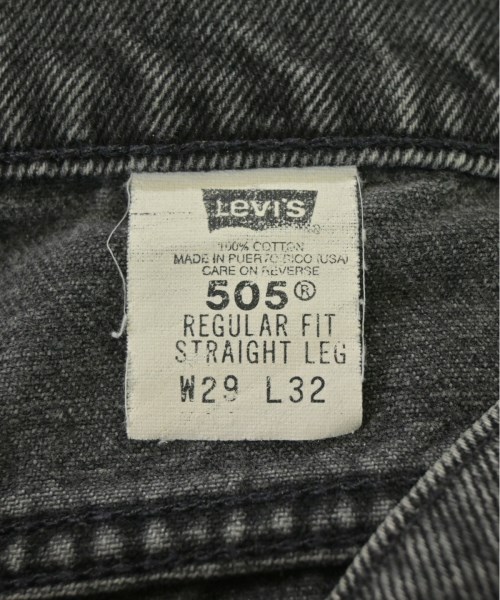 Levi's
100% COTTON
MADE IN PUERTO RICO (USA)
CARE ON REVERSE
505®
REGULAR FIT
STRAIGHT LEG
W29 L32